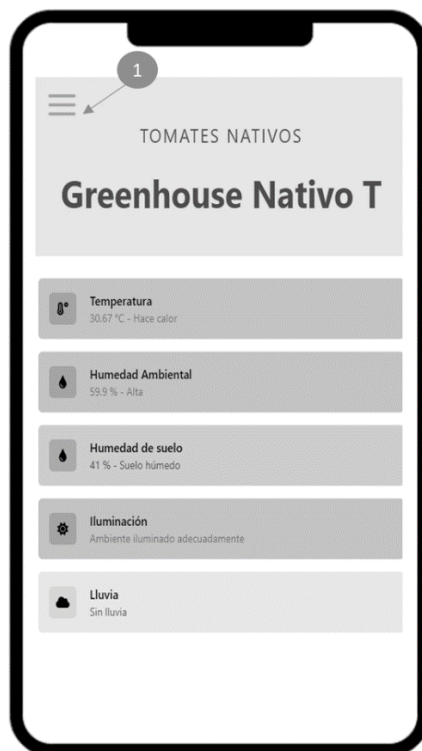 1
TOMATES NATIVOS
Greenhouse Nativo T
Temperatura
30.67 °C - Hace calor
Humedad Ambiental
59.9 % - Alta
Humedad de suelo
41 % - Suelo húmedo
Iluminación
Ambiente iluminado adecuadamente
Lluvia
Sin lluvia